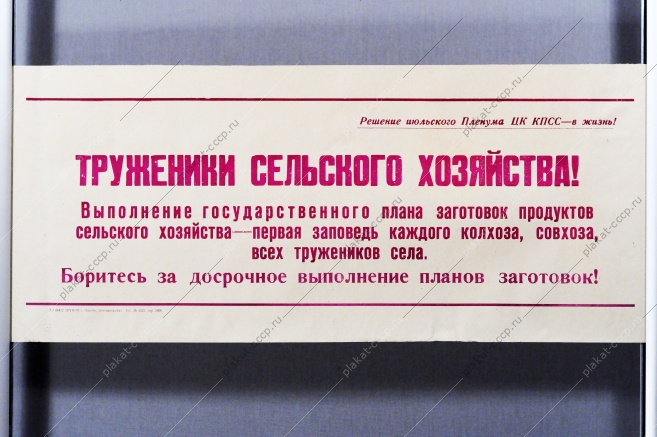 Решение июльского Пленума ЦК КПСС—в жизнь!
ТРУЖЕНИКИ СЕЛЬСКОГО ХОЗЯЙСТВА!
Выполнение государственного плана заготовок продуктов
сельского хозяйства—первая заповедь каждого колхоза, совхоза,
всех тружеников села.
Боритесь за досрочное выполнение планов заготовок!
plakat-cccp.ru